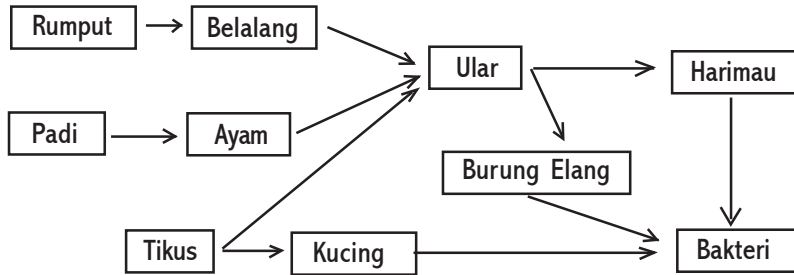 Rumput
Belalang
Ular
Harimau
Padi
Ayam
Burung Elang
Tikus
Kucing
Bakteri